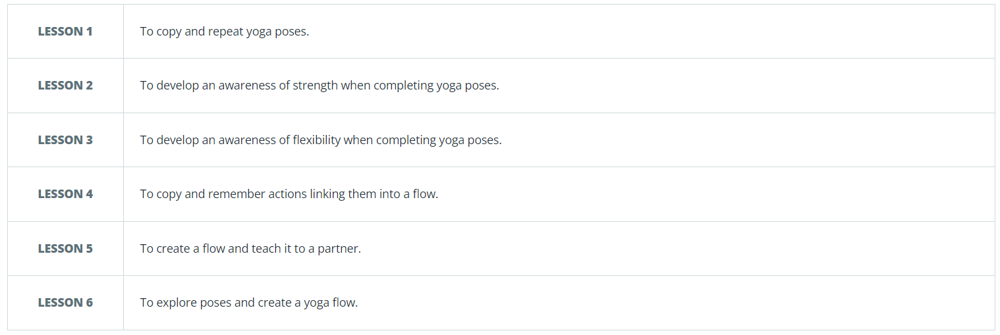 LESSON 1 To copy and repeat yoga poses.
LESSON 2 To develop an awareness of strength when completing yoga poses.
LESSON 3 To develop an awareness of flexibility when completing yoga poses.
LESSON 4 To copy and remember actions linking them into a flow.
LESSON 5 To create a flow and teach it to a partner.
LESSON 6 To explore poses and create a yoga flow.